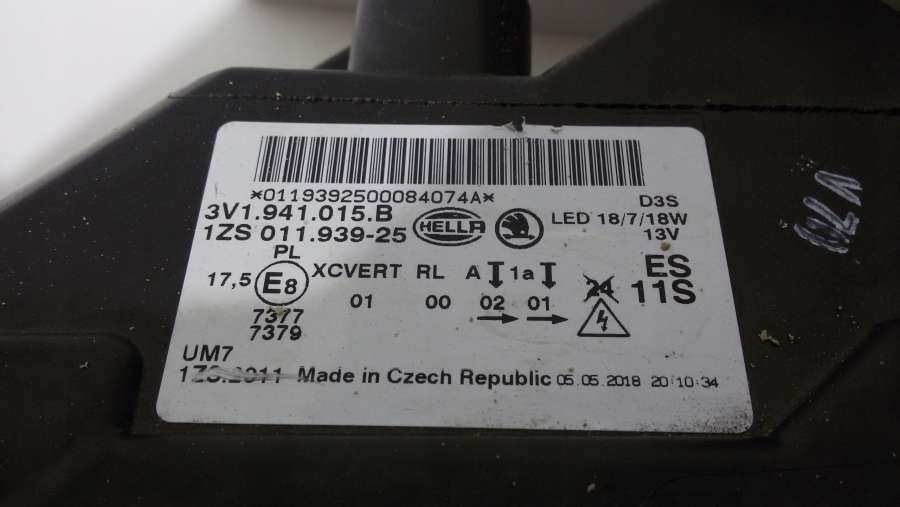 *0119392500084074A*
3V1.941.015.B
1ZS 011.939-25
HELLA
D3S
LED 18/7/18W
13V
PL
17,5 E8 XCVERT RL A 1a
01 00 02 01
7377
7379
24
ES
11S
UM7
1ZS.2011 Made in Czech Republic 05.05.2018 20:10:34